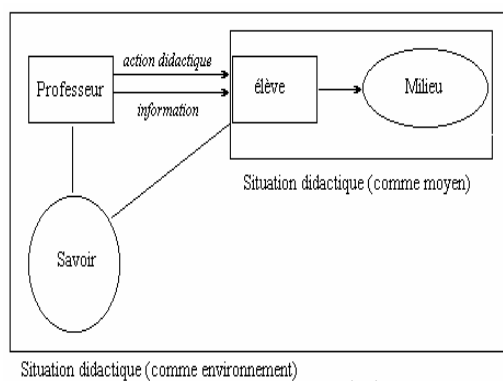 action didactique
Professeur
information
élève
Milieu
Situation didactique (comme moyen)
Savoir
Situation didactique (comme environnement)